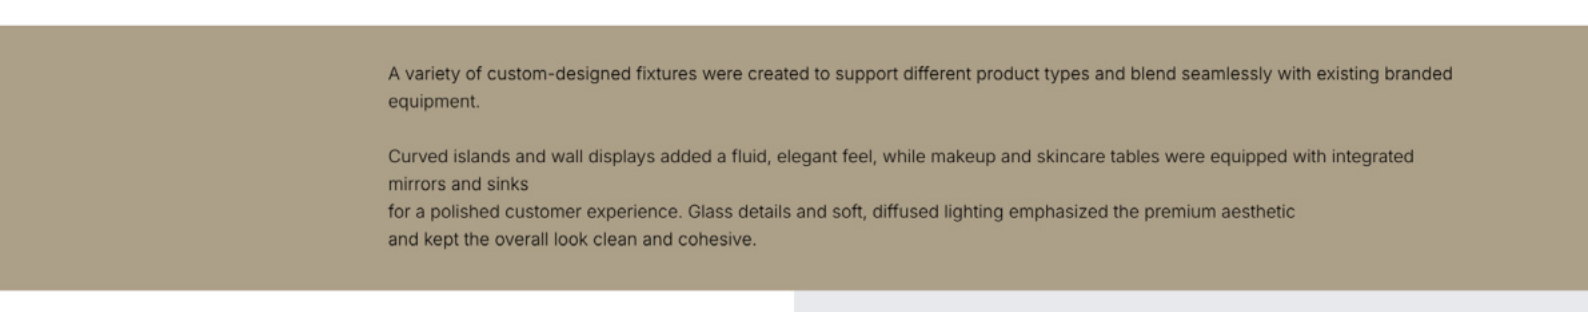 A variety of custom-designed fixtures were created to support different product types and blend seamlessly with existing branded
equipment.
Curved islands and wall displays added a fluid, elegant feel, while makeup and skincare tables were equipped with integrated
mirrors and sinks
for a polished customer experience. Glass details and soft, diffused lighting emphasized the premium aesthetic
and kept the overall look clean and cohesive.